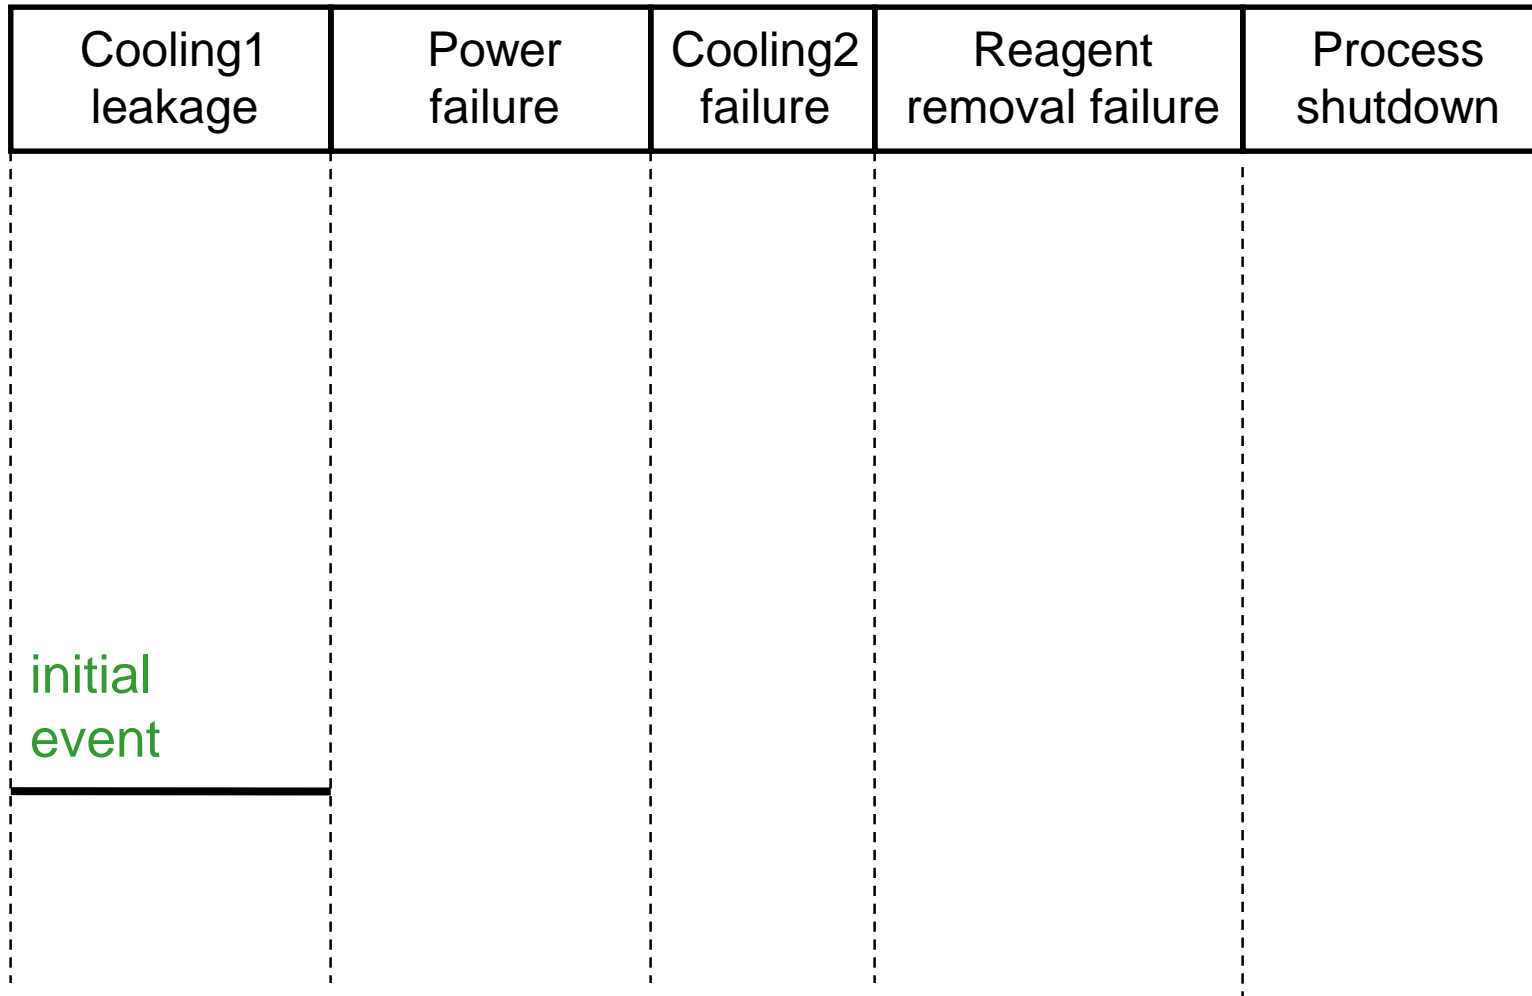 Cooling1
leakage
Power
failure
Cooling2
failure
Reagent
removal failure
Process
shutdown
initial
event